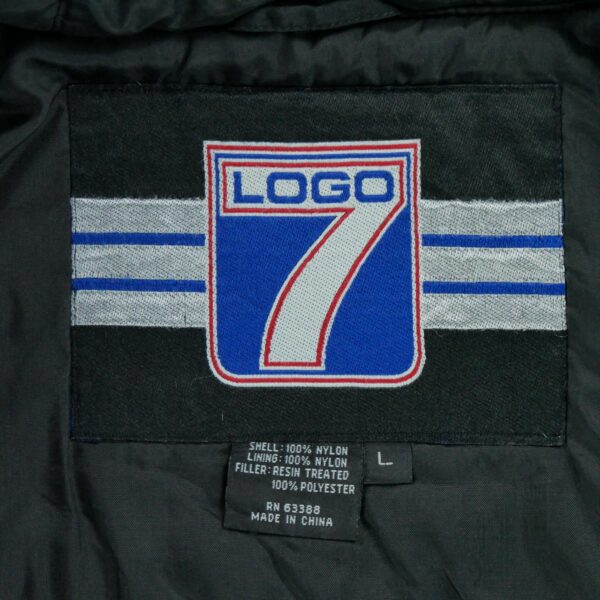 LOGO
7
SHELL: 100% NYLON
LINING: 100% NYLON
FILLER: RESIN TREATED
100% POLYESTER
RN 63388
MADE IN CHINA
L